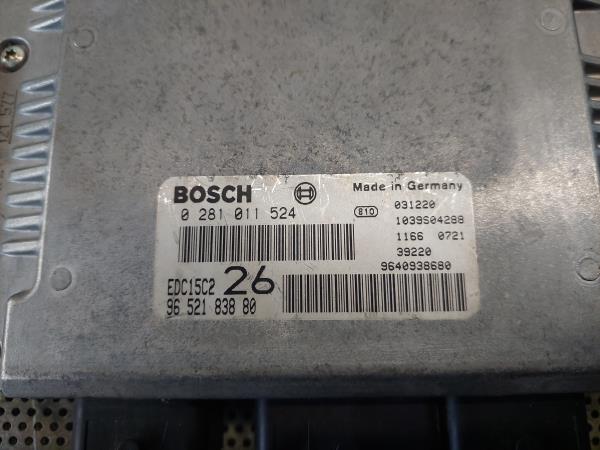 BOSCH
Made in Germany
0 281 011 524
810
031220
1039S04288
1166 0721
39220
9640938680
EDC15C2 26
96 521 838 80